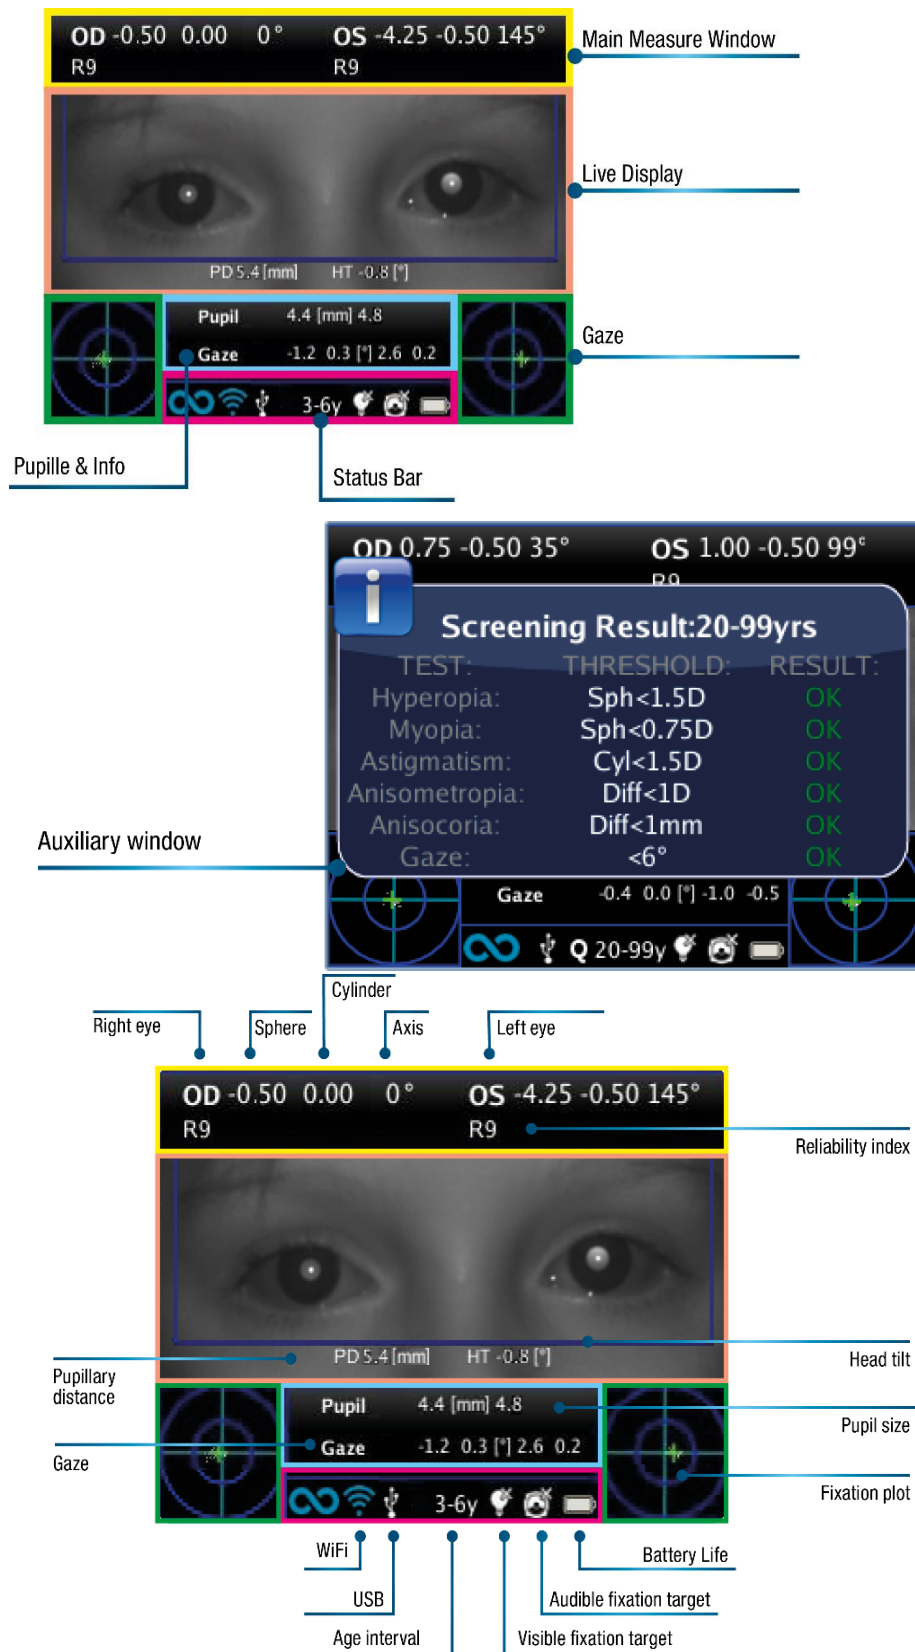 OD -0.50 0.00 0° OS -4.25 -0.50 145°
R9 R9
Main Measure Window
Live Display
PD 5.4 [mm] HT -0.8 [°]
Pupil 4.4 [mm] 4.8
Gaze -1.2 0.3 [°] 2.6 0.2
Gaze
3-6y
Pupille & Info
Status Bar
OD 0.75 -0.50 35° OS 1.00 -0.50 99°
R9
Screening Result:20-99yrs
TEST: THRESHOLD: RESULT:
Hyperopia: Sph<1.5D OK
Myopia: Sph<0.75D OK
Astigmatism: Cyl<1.5D OK
Anisometropia: Diff<1D OK
Anisocoria: Diff<1mm OK
Gaze: <6° OK
Auxiliary window
Gaze -0.4 0.0 [°] -1.0 -0.5
Q 20-99y
Cylinder
Right eye Sphere Axis Left eye
OD -0.50 0.00 0° OS -4.25 -0.50 145°
R9 R9
Reliability index
PD 5.4 [mm] HT -0.8 [°]
Head tilt
Pupillary
distance
Pupil 4.4 [mm] 4.8
Pupil size
Gaze -1.2 0.3 [°] 2.6 0.2
Gaze
Fixation plot
3-6y
WiFi
Battery Life
USB
Audible fixation target
Age interval
Visible fixation target